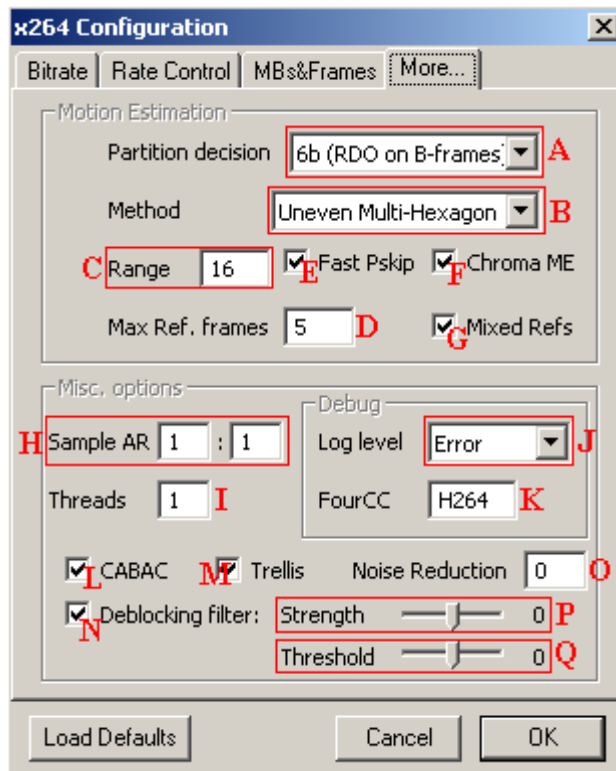 x264 Configuration
Bitrate Rate Control MBs&Frames More...
Motion Estimation
Partition decision 6b (RDO on B-frames) A
Method Uneven Multi-Hexagon B
C Range 16 E Fast Pskip F Chroma ME
Max Ref. frames 5 D G Mixed Refs
Misc. options
Debug
H Sample AR 1 : 1 Log level Error J
Threads 1 I FourCC H264 K
L CABAC M Trellis Noise Reduction 0 O
N Deblocking filter: Strength 0 P
Threshold 0 Q
Load Defaults Cancel OK